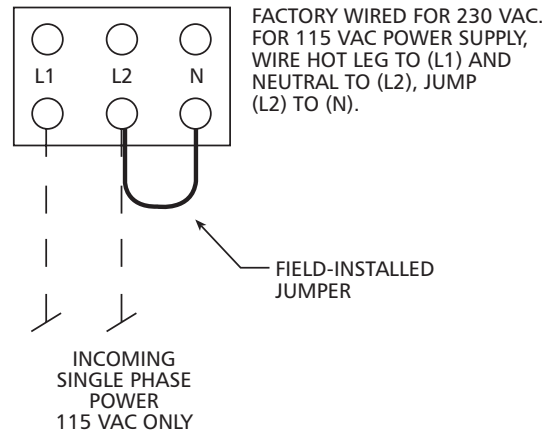 FACTORY WIRED FOR 230 VAC.
FOR 115 VAC POWER SUPPLY,
WIRE HOT LEG TO (L1) AND
NEUTRAL TO (L2), JUMP
(L2) TO (N).
L1 L2 N
FIELD-INSTALLED
JUMPER
INCOMING
SINGLE PHASE
POWER
115 VAC ONLY